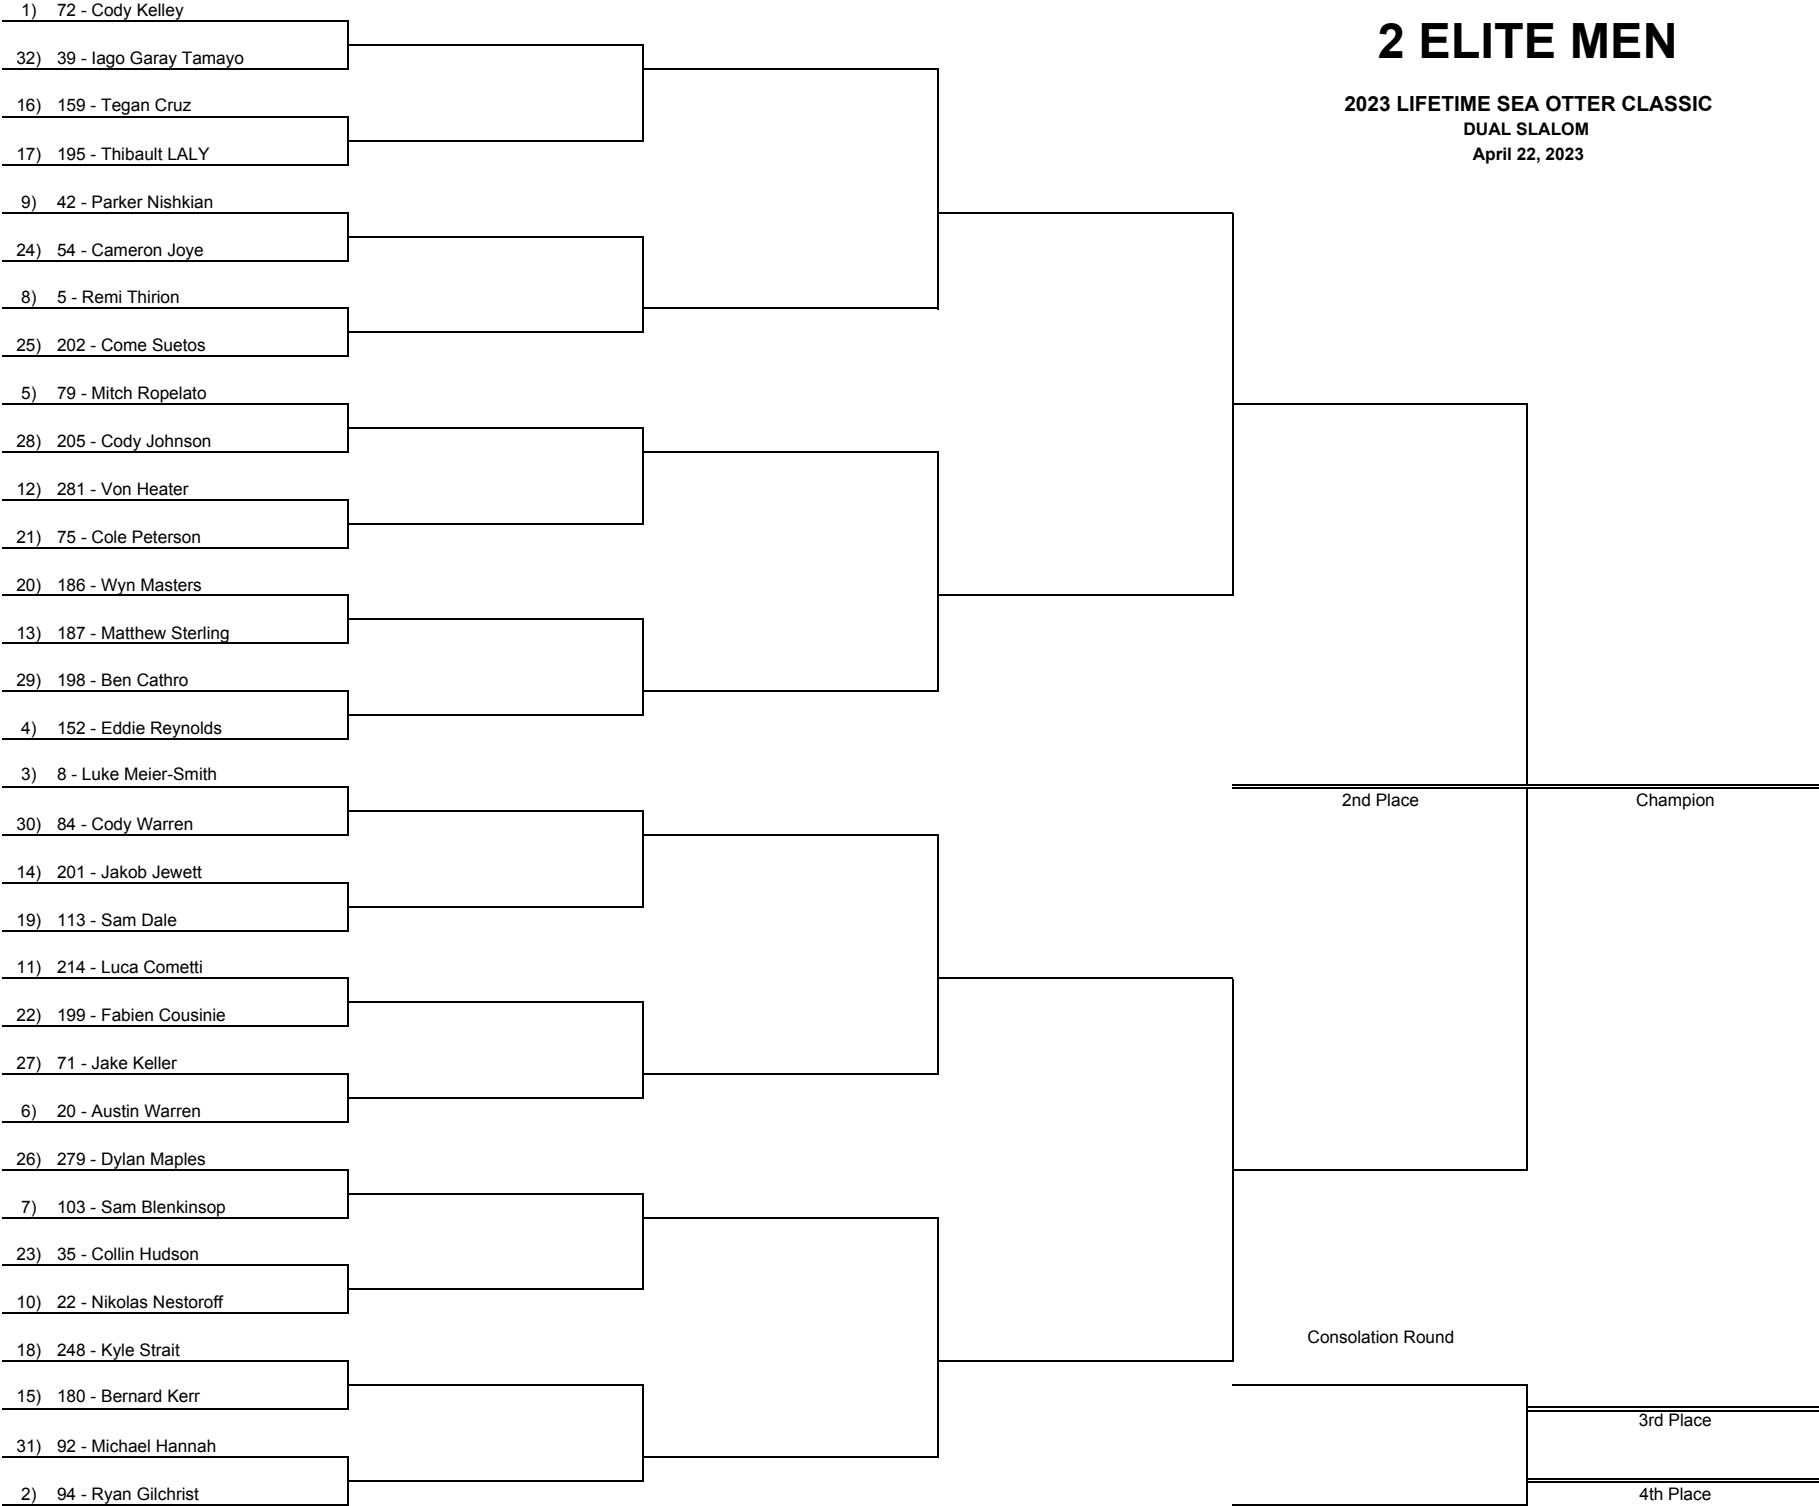 2 ELITE MEN
2023 LIFETIME SEA OTTER CLASSIC
DUAL SLALOM
April 22, 2023
1) 72 - Cody Kelley
32) 39 - Iago Garay Tamayo
16) 159 - Tegan Cruz
17) 195 - Thibault LALY
9) 42 - Parker Nishkian
24) 54 - Cameron Joye
8) 5 - Remi Thirion
25) 202 - Come Suetos
5) 79 - Mitch Ropelato
28) 205 - Cody Johnson
12) 281 - Von Heater
21) 75 - Cole Peterson
20) 186 - Wyn Masters
13) 187 - Matthew Sterling
29) 198 - Ben Cathro
4) 152 - Eddie Reynolds
3) 8 - Luke Meier-Smith
30) 84 - Cody Warren
14) 201 - Jakob Jewett
19) 113 - Sam Dale
11) 214 - Luca Cometti
22) 199 - Fabien Cousinie
27) 71 - Jake Keller
6) 20 - Austin Warren
26) 279 - Dylan Maples
7) 103 - Sam Blenkinsop
23) 35 - Collin Hudson
10) 22 - Nikolas Nestoroff
18) 248 - Kyle Strait
15) 180 - Bernard Kerr
31) 92 - Michael Hannah
2) 94 - Ryan Gilchrist
2nd Place
Champion
Consolation Round
3rd Place
4th Place